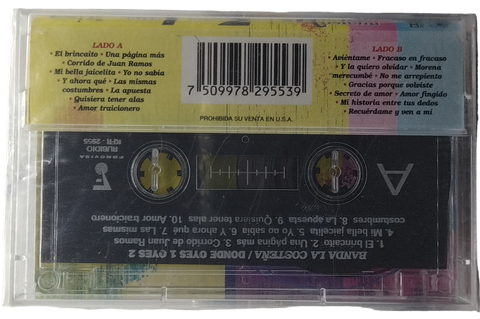 LADO A
El brincaito • Una página más
Corrido de Juan Ramos
Mi bella jaicelita • Yo no sabía
Y ahora qué • Las mismas
costumbres • La apuesta
Quisiera tener alas
Amor traicionero
7 509978 295539
PROHIBIDA SU VENTA EN U.S.A.
LADO B
Aviéntame • Fracaso en fracaso
Y la quiero olvidar • Morena
merecumbé • No me arrepiento
Gracias porque volviste
Secreto de amor • Amor fingido
Mi historia entre tus dedos
Recuérdame y ven a mí
A
BANDA LA COSTEÑA / DONDE OYES 1 OYES 2
1. El brincaito 2. Una página más 3. Corrido de Juan Ramos
4. Mi bella jaicelita 5. Yo no sabía 6. Y ahora qué 7. Las mismas
costumbres 8. La apuesta 9. Quisiera tener alas 10. Amor traicionero
FONOVISA
RUBIDIO